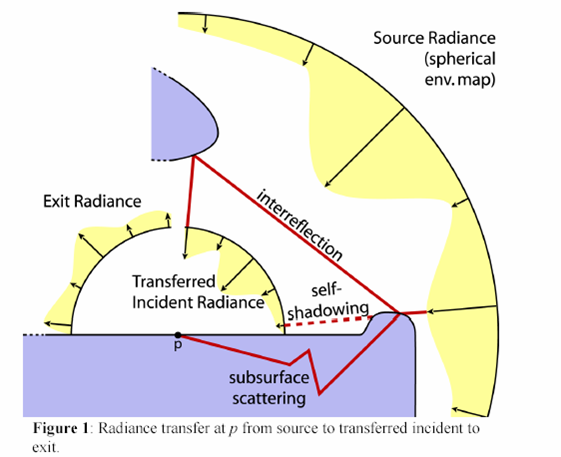 Source Radiance
(spherical
env. map)
interreflection
Exit Radiance
Transferred
Incident Radiance
self-
shadowing
p
subsurface
scattering
Figure 1: Radiance transfer at p from source to transferred incident to
exit.